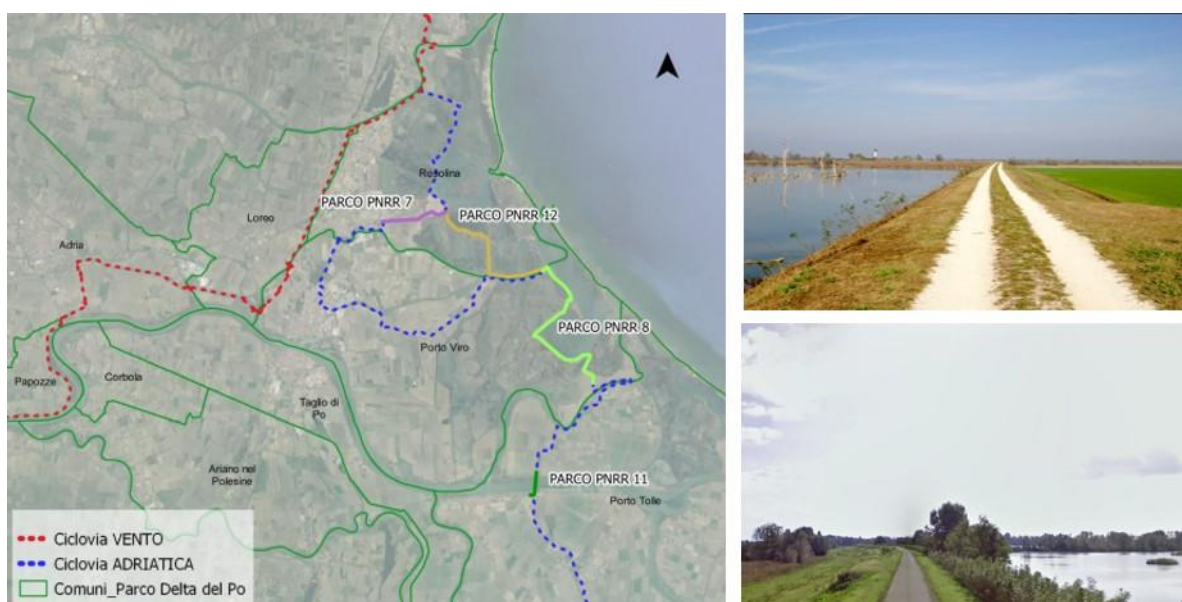 Rosolina
PARCO PNRR 7
PARCO PNRR 12
Loreo
Adria
PARCO PNRR 8
Porto Viro
Papozze
Corbola
Taglio di
Po
Ariano nel
Polesine
PARCO PNRR 11
Porto Tolle
Ciclovia VENTO
Ciclovia ADRIATICA
Comuni_Parco Delta del Po